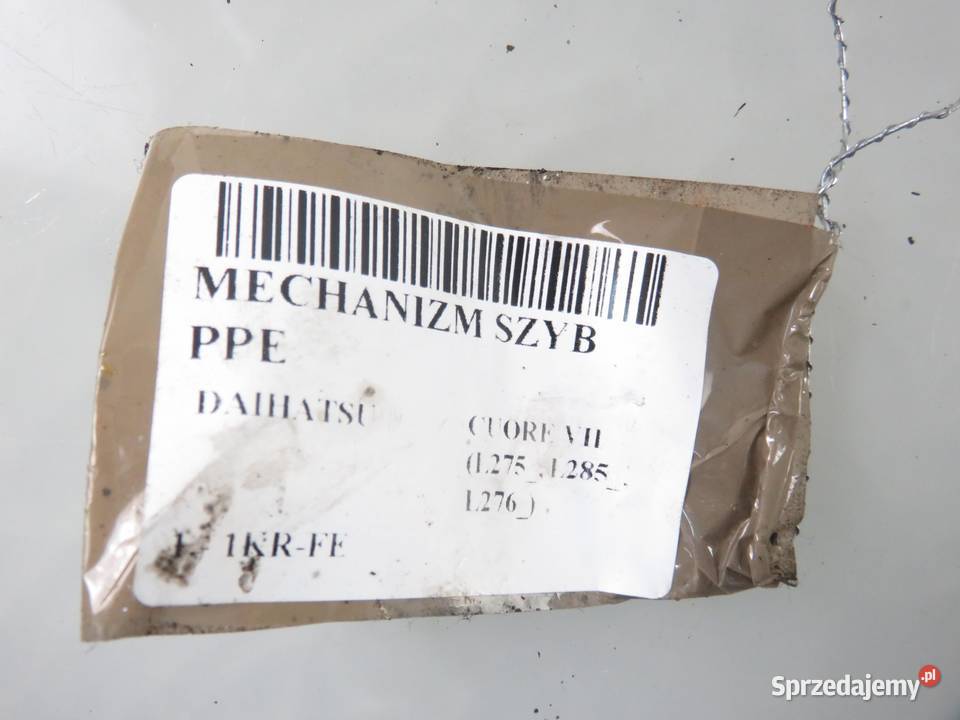 MECHANIZM SZYB
PPE
DAIHATSU
CUORE VII
(L275_, L285_,
L276_)
1KR-FE
Sprzedajemy.pl